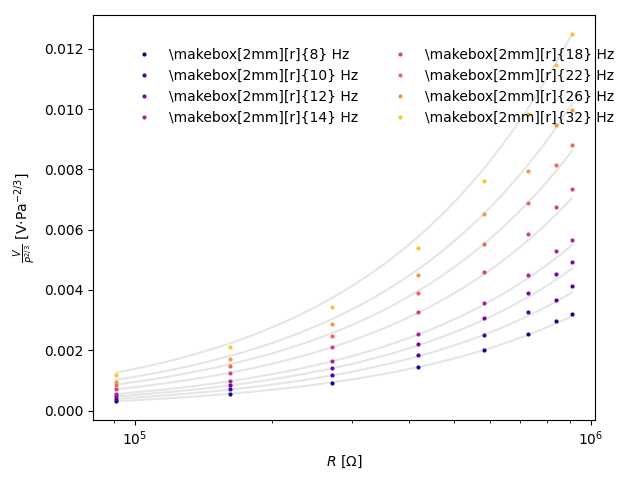 0.012
0.010
0.008
0.006
0.004
0.002
0.000
\makebox[2mm][r]{8} Hz
\makebox[2mm][r]{10} Hz
\makebox[2mm][r]{12} Hz
\makebox[2mm][r]{14} Hz
\makebox[2mm][r]{18} Hz
\makebox[2mm][r]{22} Hz
\makebox[2mm][r]{26} Hz
\makebox[2mm][r]{32} Hz
V/P^{2/3} [V·Pa^{−2/3}]
10^5
10^6
R [Ω]